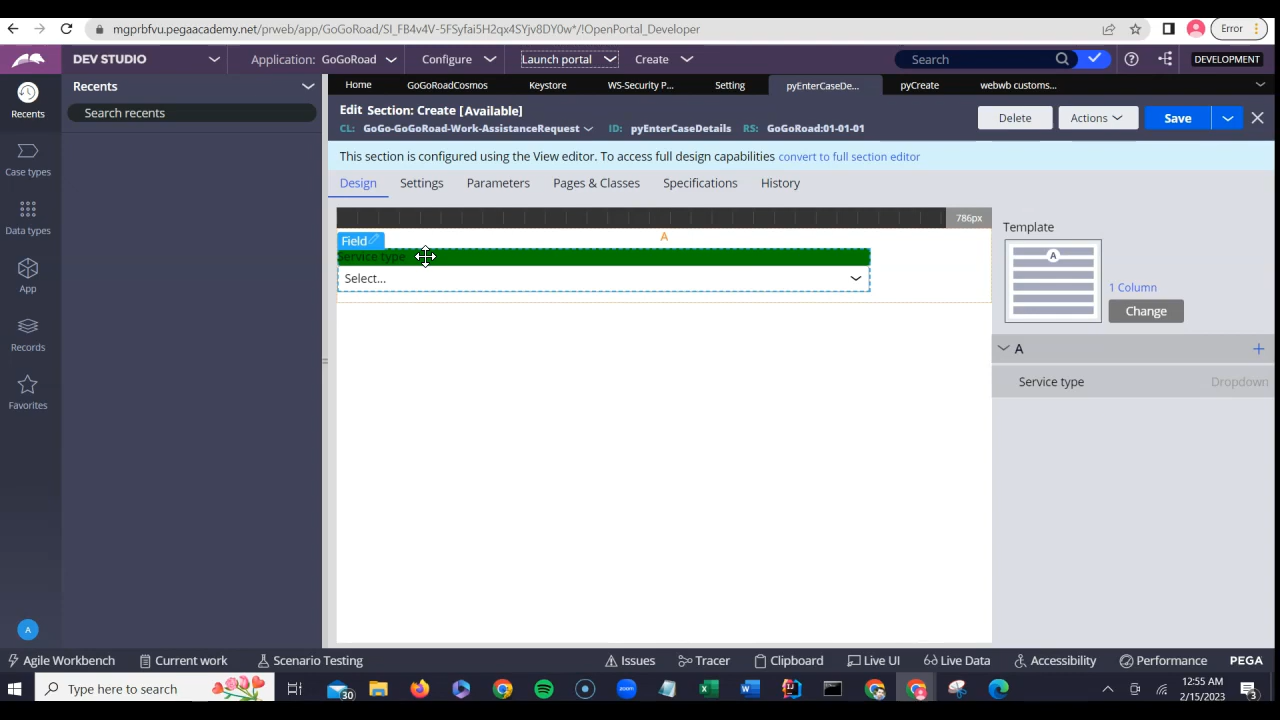 mgprbfvu.pegaacademy.net/prweb/app/GoGoRoad/SI_FB4v4V-5FSyfai5H2qx4SYjv8DY0w*/!OpenPortal_Developer
Error
DEV STUDIO
Application: GoGoRoad
Configure
Launch portal
Create
Search
DEVELOPMENT
Recents
Recents
Search recents
Home
GoGoRoadCosmos
Keystore
WS-Security P...
Setting
pyEnterCaseDe...
pyCreate
webwb customs...
Edit Section: Create [Available]
CL: GoGo-GoGoRoad-Work-AssistanceRequest ID: pyEnterCaseDetails RS: GoGoRoad:01-01-01
Delete
Actions
Save
This section is configured using the View editor. To access full design capabilities convert to full section editor
Case types
Data types
App
Records
Favorites
Design
Settings
Parameters
Pages & Classes
Specifications
History
786px
A
Field
Service type
Select...
Template
A
1 Column
Change
A
Service type
Dropdown
A
Agile Workbench
Current work
Scenario Testing
Issues
Tracer
Clipboard
Live UI
Live Data
Accessibility
Performance
PEGA
Type here to search
30
zoom
12:55 AM
2/15/2023
3